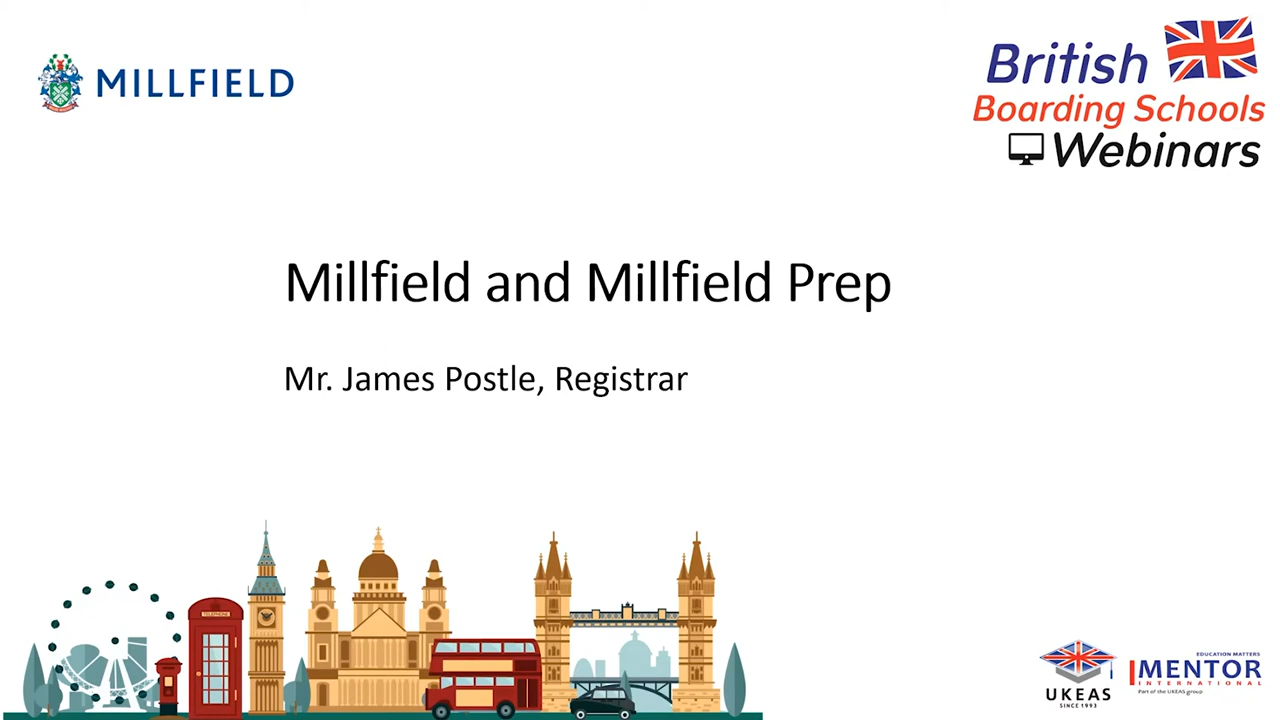 MILLFIELD
British
Boarding Schools
Webinars
Millfield and Millfield Prep
Mr. James Postle, Registrar
TELEPHONE
UKEAS
SINCE 1993
EDUCATION MATTERS
MENTOR
INTERNATIONAL
Part of the UKEAS group